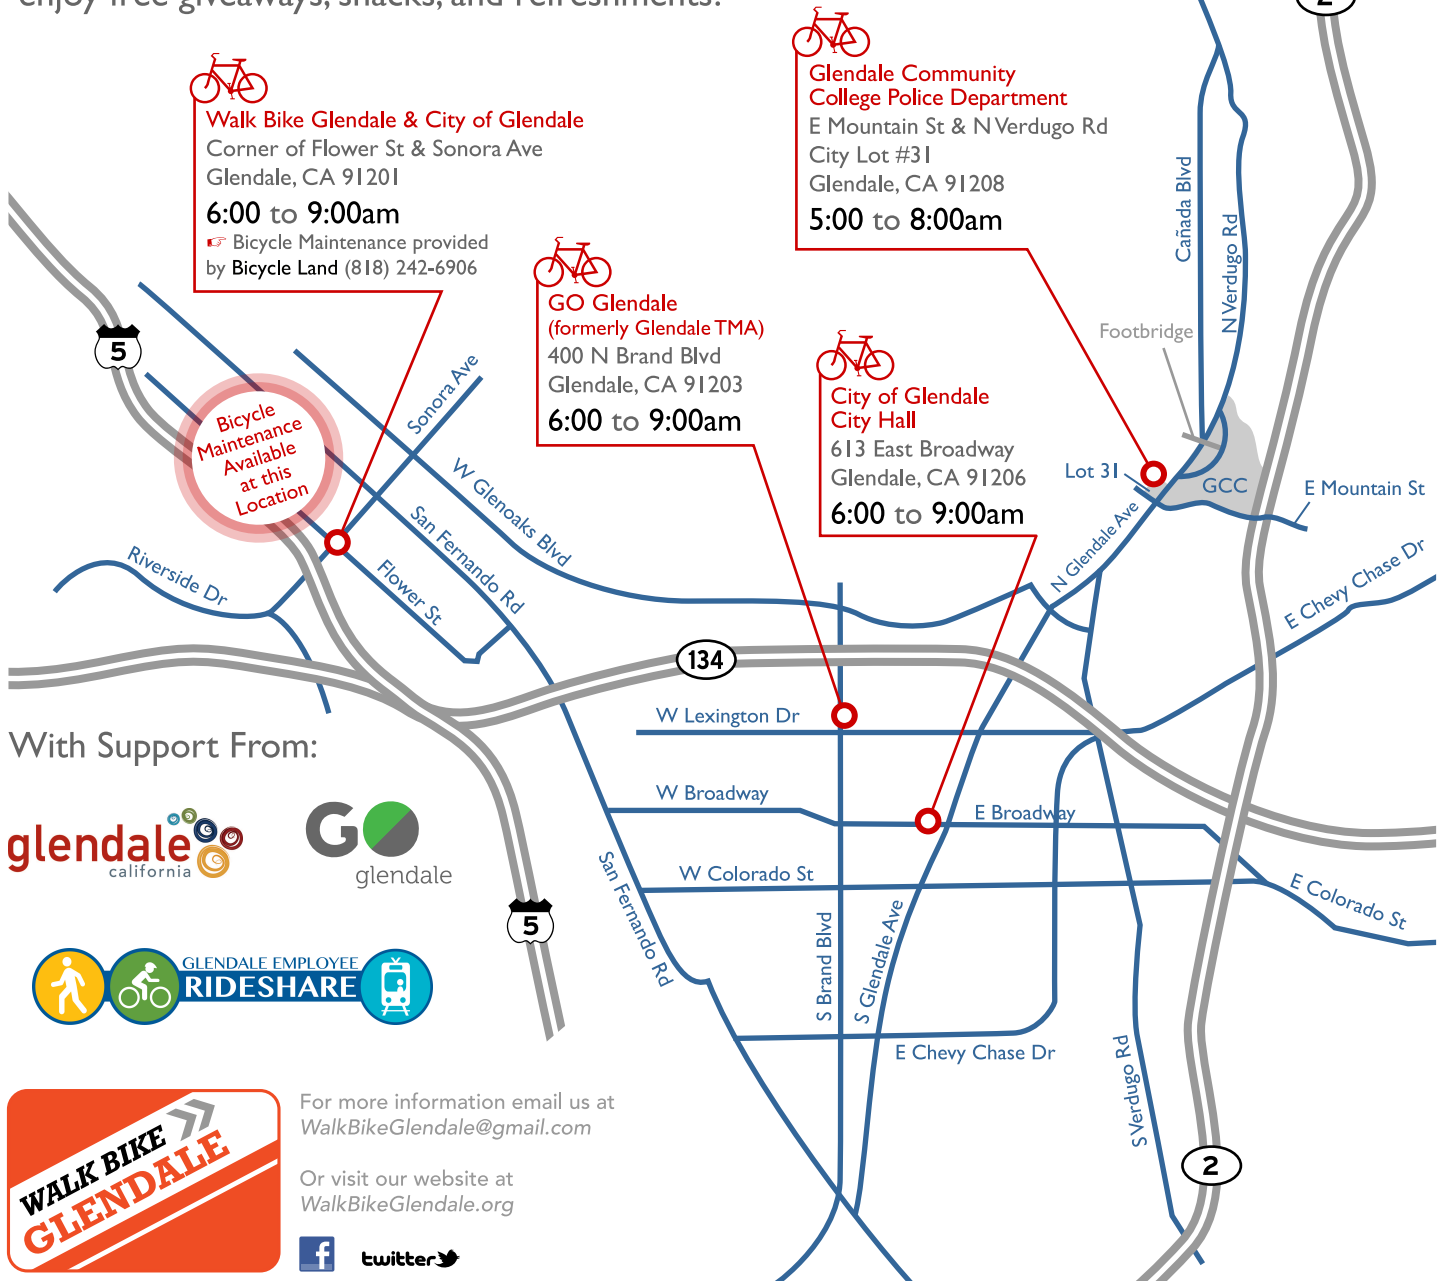 enjoy free giveaways, snacks, and refreshments!
2
Walk Bike Glendale & City of Glendale
Corner of Flower St & Sonora Ave
Glendale, CA 91201
6:00 to 9:00am
☞ Bicycle Maintenance provided
by Bicycle Land (818) 242-6906
Glendale Community
College Police Department
E Mountain St & N Verdugo Rd
City Lot #31
Glendale, CA 91208
5:00 to 8:00am
GO Glendale
(formerly Glendale TMA)
400 N Brand Blvd
Glendale, CA 91203
6:00 to 9:00am
City of Glendale
City Hall
613 East Broadway
Glendale, CA 91206
6:00 to 9:00am
Cañada Blvd
N Verdugo Rd
Footbridge
Lot 31
GCC
E Mountain St
5
Bicycle
Maintenance
Available
at this
Location
Sonora Ave
W Glenoaks Blvd
San Fernando Rd
Flower St
Riverside Dr
N Glendale Ave
E Chevy Chase Dr
134
W Lexington Dr
W Broadway
E Broadway
W Colorado St
E Colorado St
San Fernando Rd
S Brand Blvd
S Glendale Ave
E Chevy Chase Dr
S Verdugo Rd
5
2
With Support From:
glendale
california
GO
glendale
GLENDALE EMPLOYEE
RIDESHARE
WALK BIKE
GLENDALE
For more information email us at
WalkBikeGlendale@gmail.com
Or visit our website at
WalkBikeGlendale.org
f
twitter